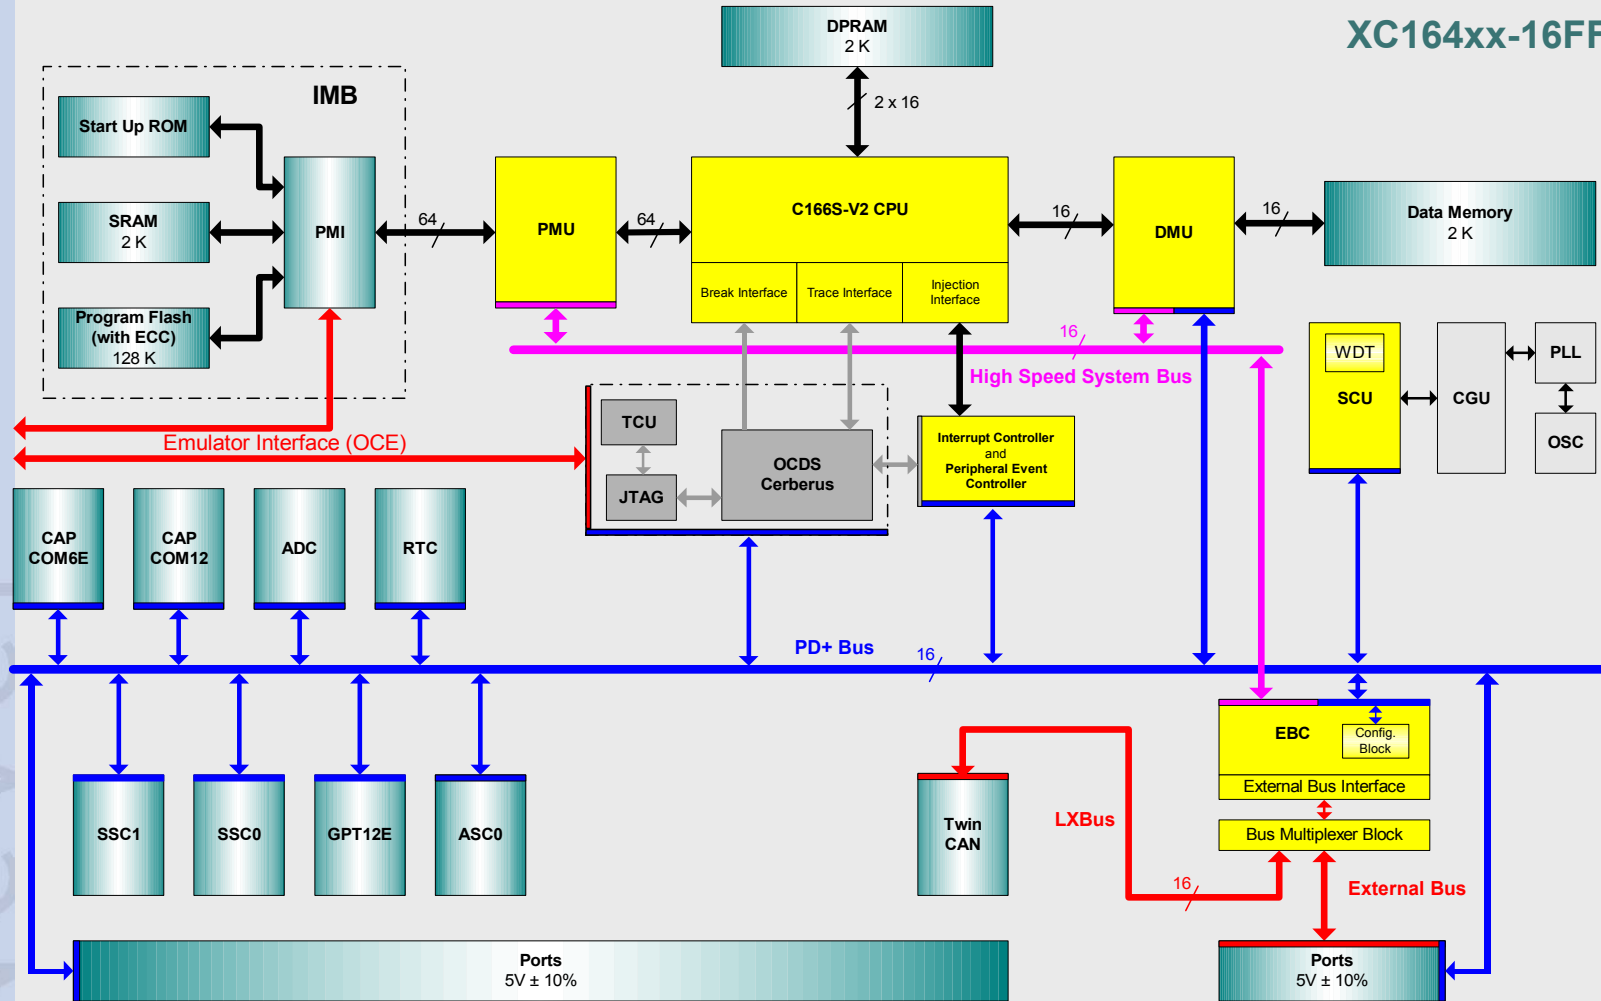 XC164xx-16FF
DPRAM
2 K
2 x 16
IMB
Start Up ROM
SRAM
2 K
Program Flash
(with ECC)
128 K
PMI
64
PMU
64
C166S-V2 CPU
Break Interface
Trace Interface
Injection
Interface
16
DMU
16
Data Memory
2 K
16
High Speed System Bus
WDT
SCU
CGU
PLL
OSC
Emulator Interface (OCE)
TCU
JTAG
OCDS
Cerberus
Interrupt Controller
and
Peripheral Event
Controller
CAP
COM6E
CAP
COM12
ADC
RTC
PD+ Bus
16
SSC1
SSC0
GPT12E
ASC0
Twin
CAN
LXBus
16
EBC
Config.
Block
External Bus Interface
Bus Multiplexer Block
External Bus
Ports
5V ± 10%
Ports
5V ± 10%